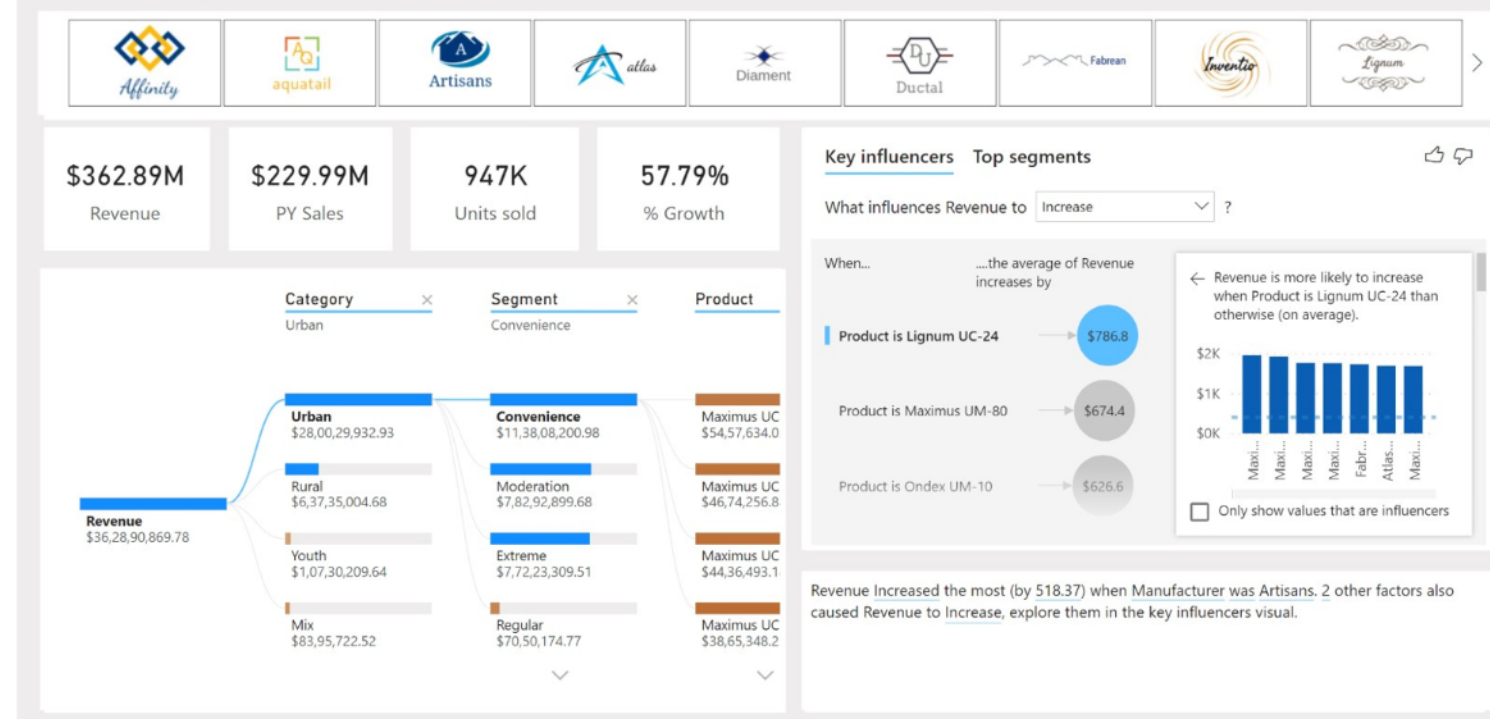 Affinity
AQ
aquatail
A
Artisans
atlas
Diament
DU
Ductal
Fabrean
Inventio
Lignum
$362.89M
Revenue
$229.99M
PY Sales
947K
Units sold
57.79%
% Growth
Category
Urban
Segment
Convenience
Product
Revenue
$36,28,90,869.78
Urban
$28,00,29,932.93
Rural
$6,37,35,004.68
Youth
$1,07,30,209.64
Mix
$83,95,722.52
Convenience
$11,38,08,200.98
Moderation
$7,82,92,899.68
Extreme
$7,72,23,309.51
Regular
$70,50,174.77
Maximus UC
$54,57,634.0
Maximus UC
$46,74,256.8
Maximus UC
$44,36,493.1
Maximus UC
$38,65,348.2
Key influencers Top segments
What influences Revenue to Increase ?
When...
....the average of Revenue
increases by
Product is Lignum UC-24 $786.8
Product is Maximus UM-80 $674.4
Product is Ondex UM-10 $626.6
Revenue is more likely to increase
when Product is Lignum UC-24 than
otherwise (on average).
$2K
$1K
$0K
Maxi...
Maxi...
Maxi...
Maxi...
Fabr...
Atlas...
Maxi...
Only show values that are influencers
Revenue Increased the most (by 518.37) when Manufacturer was Artisans. 2 other factors also
caused Revenue to Increase, explore them in the key influencers visual.